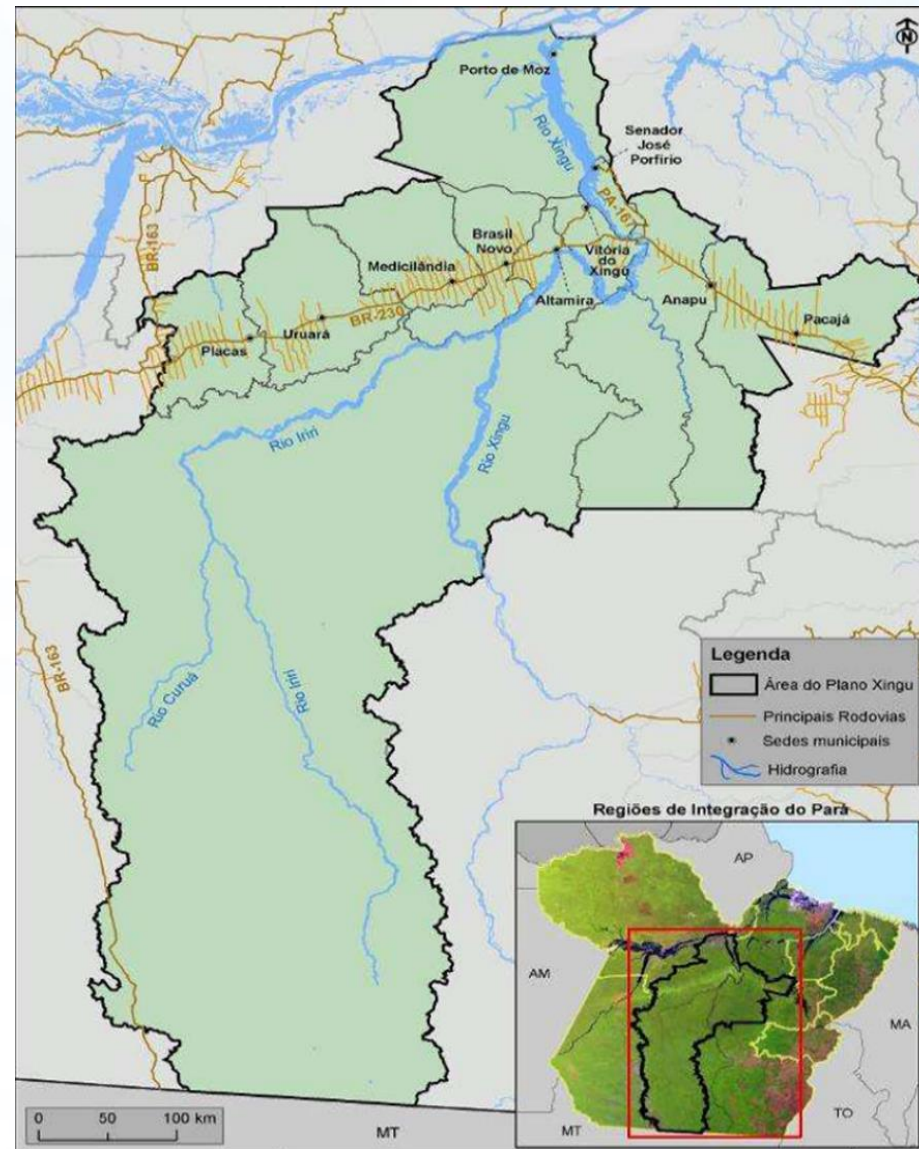 N
Porto de Moz
Rio Xingu
Senador
José
Porfirio
PA-167
BR-163
Brasil
Novo
Medicilândia
Vitória
do
Xingu
Altamira
Anapu
Uruará
BR-230
Placas
Pacajá
Rio Iriri
Rio Xingu
BR-163
Rio Curuá
Rio Iriri
Legenda
Área do Plano Xingu
Principais Rodovias
Sedes municipais
Hidrografia
Regiões de Integração do Pará
AP
AM
MA
TO
MT
0 50 100 km
MT